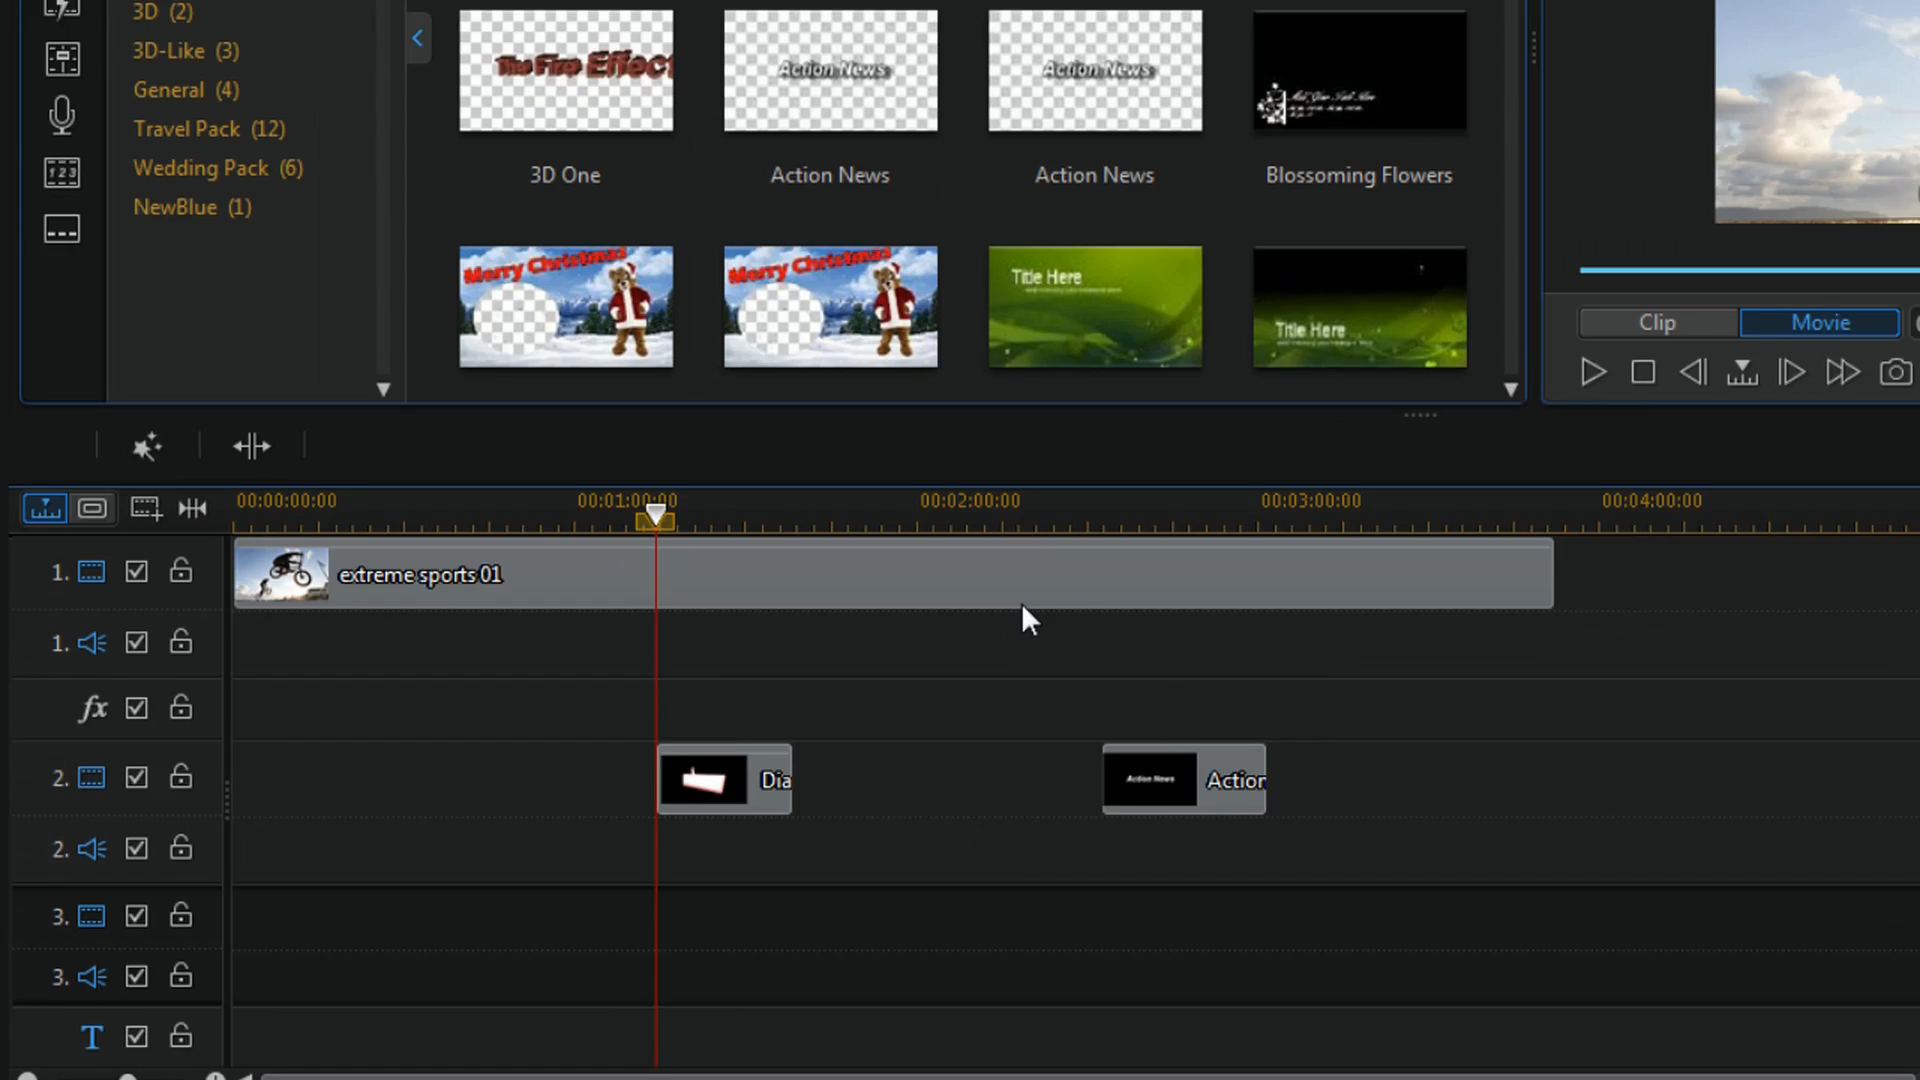 3D (2)
3D-Like (3)
General (4)
Travel Pack (12)
Wedding Pack (6)
NewBlue (1)
The Fire Effect
Action News
Action News
3D One
Action News
Action News
Blossoming Flowers
Merry Christmas
Merry Christmas
Title Here
Title Here
Clip
Movie
123
00:00:00:00
00:01:00:00
00:02:00:00
00:03:00:00
00:04:00:00
1.
extreme sports 01
1.
fx
2.
Dia
Action News
Action
2.
3.
3.
T